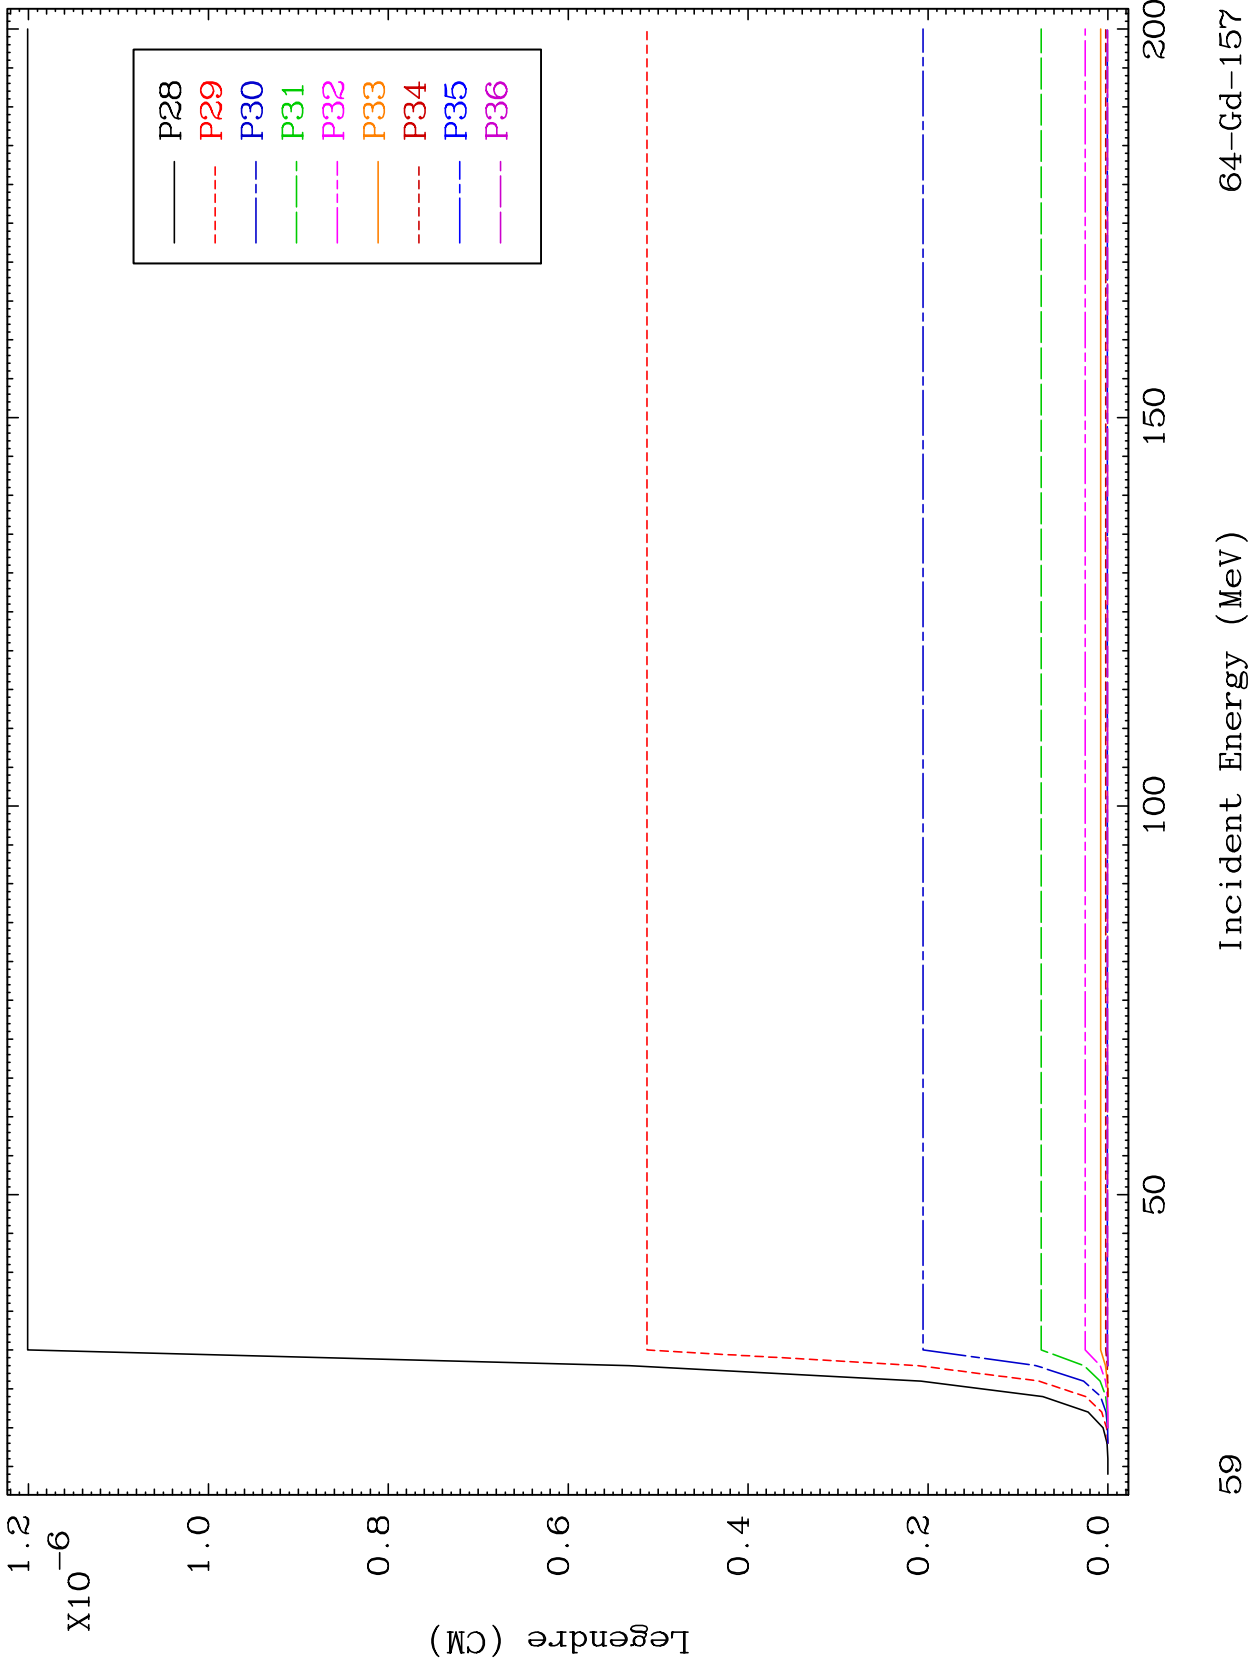 1.2
X10-6
1.0
0.8
0.6
0.4
0.2
0.0
Legendre (CM)
P28
P29
P30
P31
P32
P33
P34
P35
P36
50
100
150
200
Incident Energy (MeV)
59
64-Gd-157